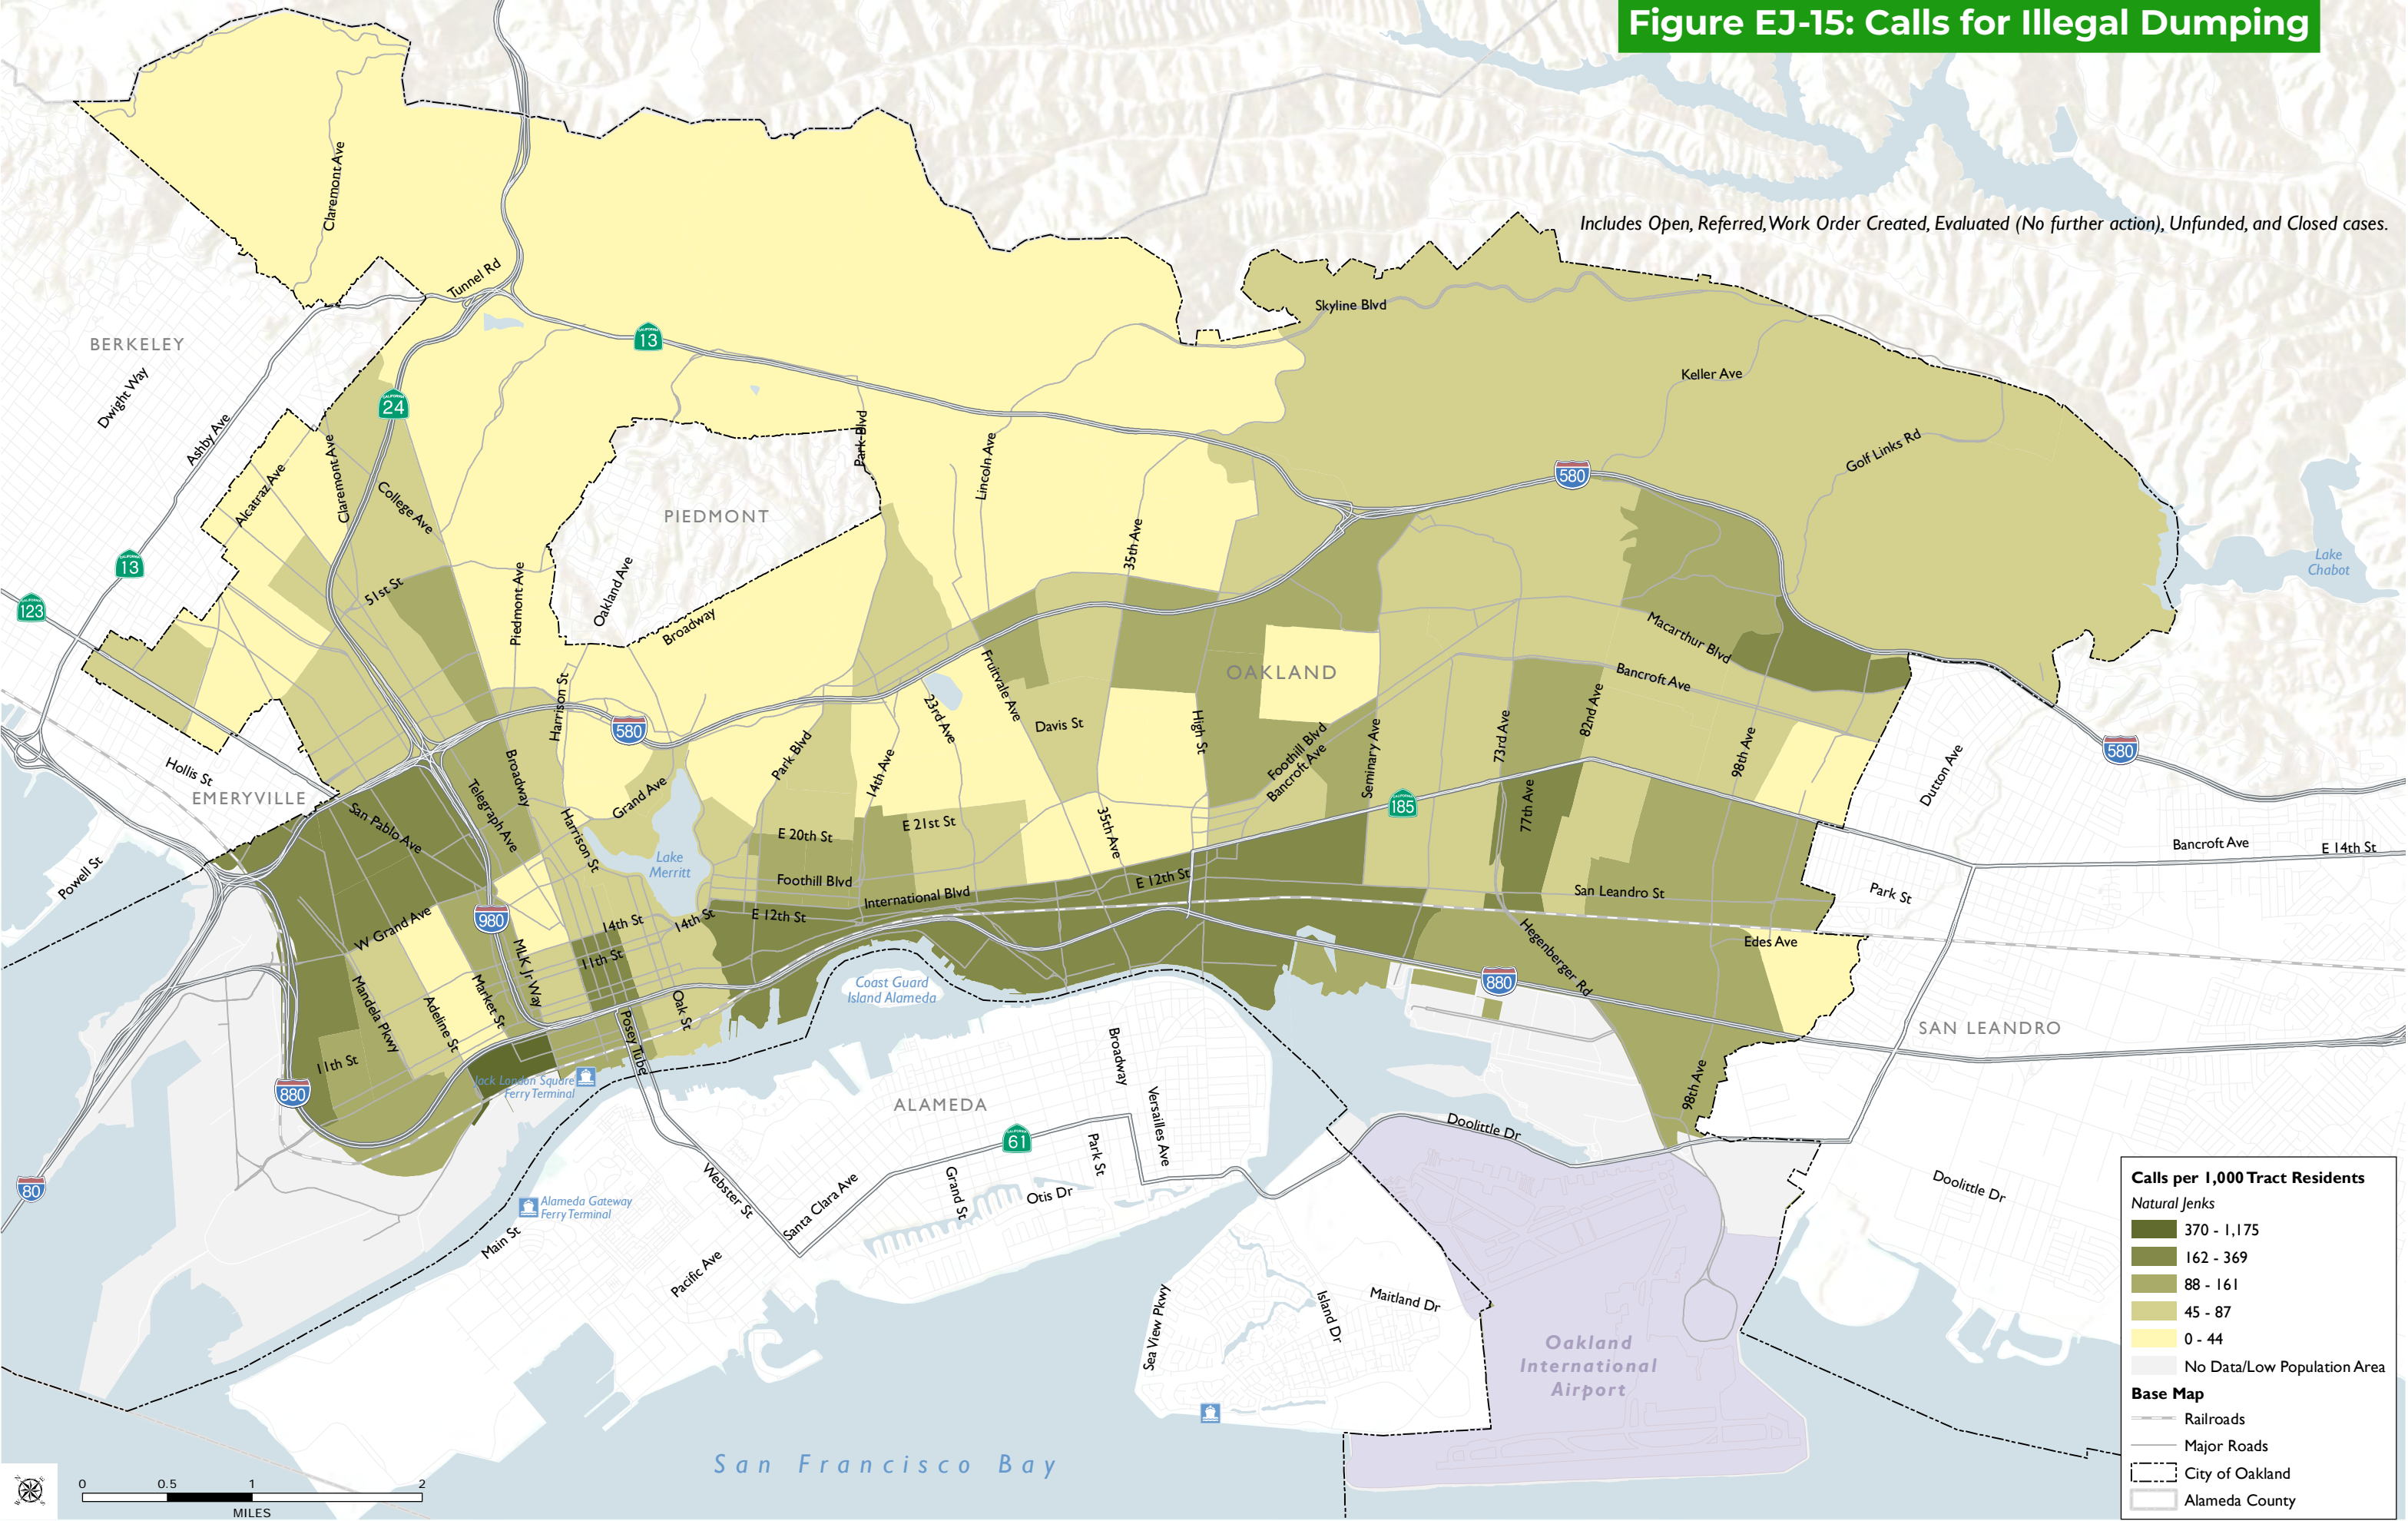 Figure EJ-15: Calls for Illegal Dumping
Includes Open, Referred, Work Order Created, Evaluated (No further action), Unfunded, and Closed cases.
Claremont Ave
Tunnel Rd
BERKELEY
Dwight Way
Ashby Ave
13
24
13
123
Alcatraz Ave
Claremont Ave
College Ave
51st St
Piedmont Ave
PIEDMONT
Oakland Ave
Broadway
Park Blvd
Lincoln Ave
35th Ave
Skyline Blvd
Keller Ave
Golf Links Rd
580
Lake
Chabot
Macarthur Blvd
Bancroft Ave
OAKLAND
Fruitvale Ave
23rd Ave
Davis St
High St
Foothill Blvd
Bancroft Ave
Seminary Ave
73rd Ave
82nd Ave
77th Ave
98th Ave
185
580
Dutton Ave
Bancroft Ave
E 14th St
Park St
Hollis St
EMERYVILLE
Powell St
San Pablo Ave
Telegraph Ave
Broadway
Harrison St
Harrison St
580
Grand Ave
Lake
Merritt
Park Blvd
14th Ave
E 20th St
E 21st St
Foothill Blvd
International Blvd
E 12th St
E 12th St
35th Ave
San Leandro St
Edes Ave
Hegenberger Rd
880
98th Ave
SAN LEANDRO
W Grand Ave
980
14th St
14th St
11th St
MLK Jr Way
Market St
Adeline St
Mandela Pkwy
11th St
Oak St
Posey Tube
880
80
Jack London Square
Ferry Terminal
Coast Guard
Island Alameda
ALAMEDA
Broadway
Versailles Ave
61
Park St
Otis Dr
Grand St
Santa Clara Ave
Webster St
Pacific Ave
Main St
Alameda Gateway
Ferry Terminal
Doolittle Dr
Doolittle Dr
Sea View Pkwy
Island Dr
Maitland Dr
Oakland
International
Airport
San Francisco Bay
0 0.5 1 2
MILES
Calls per 1,000 Tract Residents
Natural Jenks
370 - 1,175
162 - 369
88 - 161
45 - 87
0 - 44
No Data/Low Population Area
Base Map
Railroads
Major Roads
City of Oakland
Alameda County